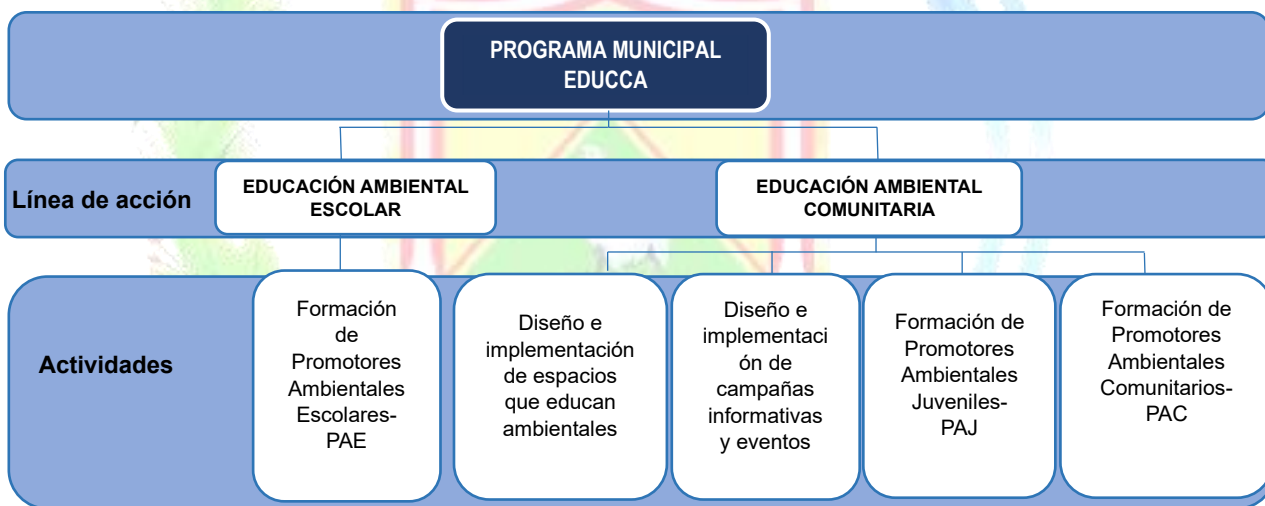 PROGRAMA MUNICIPAL
EDUCCA
Línea de acción
EDUCACIÓN AMBIENTAL
ESCOLAR
EDUCACIÓN AMBIENTAL
COMUNITARIA
Actividades
Formación
de
Promotores
Ambientales
Escolares-
PAE
Diseño e
implementación
de espacios
que educan
ambientales
Diseño e
implementaci
ón de
campañas
informativas
y eventos
Formación de
Promotores
Ambientales
Juveniles-
PAJ
Formación de
Promotores
Ambientales
Comunitarios-
PAC